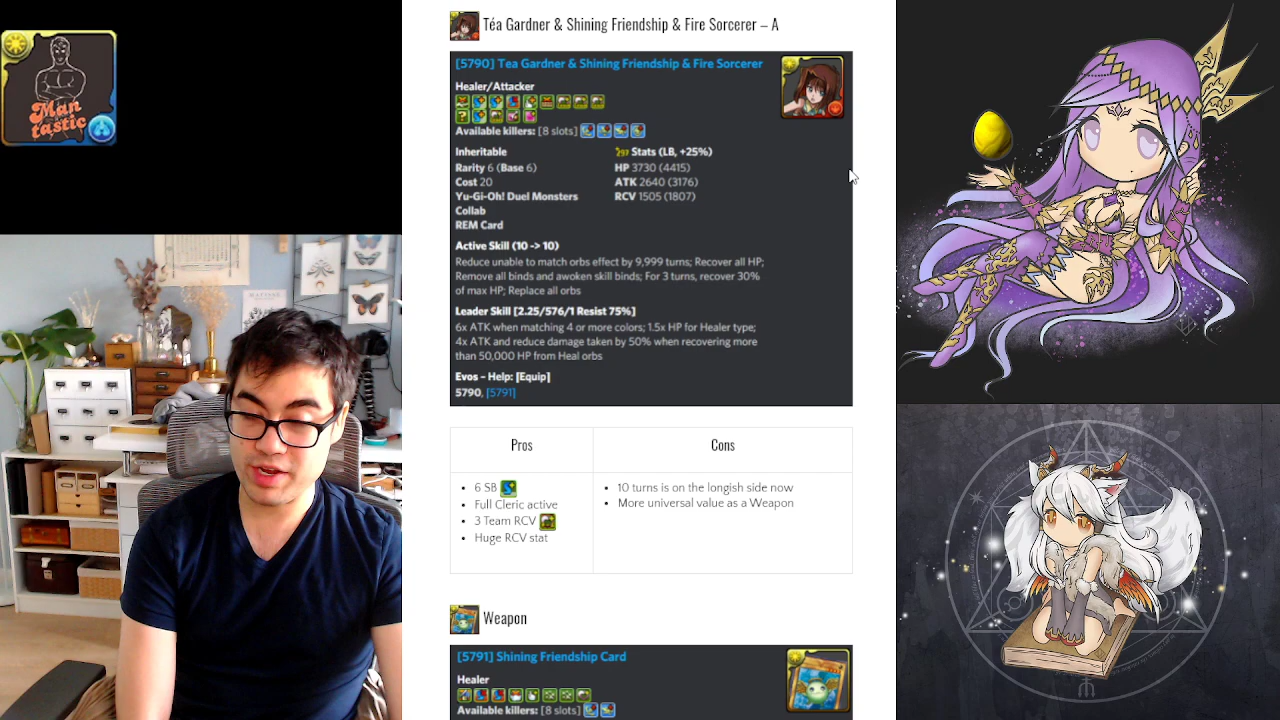 Man
tastic
Téa Gardner & Shining Friendship & Fire Sorcerer – A
[5790] Tea Gardner & Shining Friendship & Fire Sorcerer
Healer/Attacker
Available killers: [8 slots]
Inheritable
Rarity 6 (Base 6)
Cost 20
Yu-Gi-Oh! Duel Monsters
Collab
REM Card
297 Stats (LB, +25%)
HP 3730 (4415)
ATK 2640 (3176)
RCV 1505 (1807)
Active Skill (10 -> 10)
Reduce unable to match orbs effect by 9,999 turns; Recover all HP;
Remove all binds and awoken skill binds; For 3 turns, recover 30%
of max HP; Replace all orbs
Leader Skill [2.25/576/1 Resist 75%]
6x ATK when matching 4 or more colors; 1.5x HP for Healer type;
4x ATK and reduce damage taken by 50% when recovering more
than 50,000 HP from Heal orbs
Evos – Help: [Equip]
5790, [5791]
Pros
Cons
• 6 SB
• Full Cleric active
• 3 Team RCV
• Huge RCV stat
• 10 turns is on the longish side now
• More universal value as a Weapon
Weapon
[5791] Shining Friendship Card
Healer
Available killers: [8 slots]